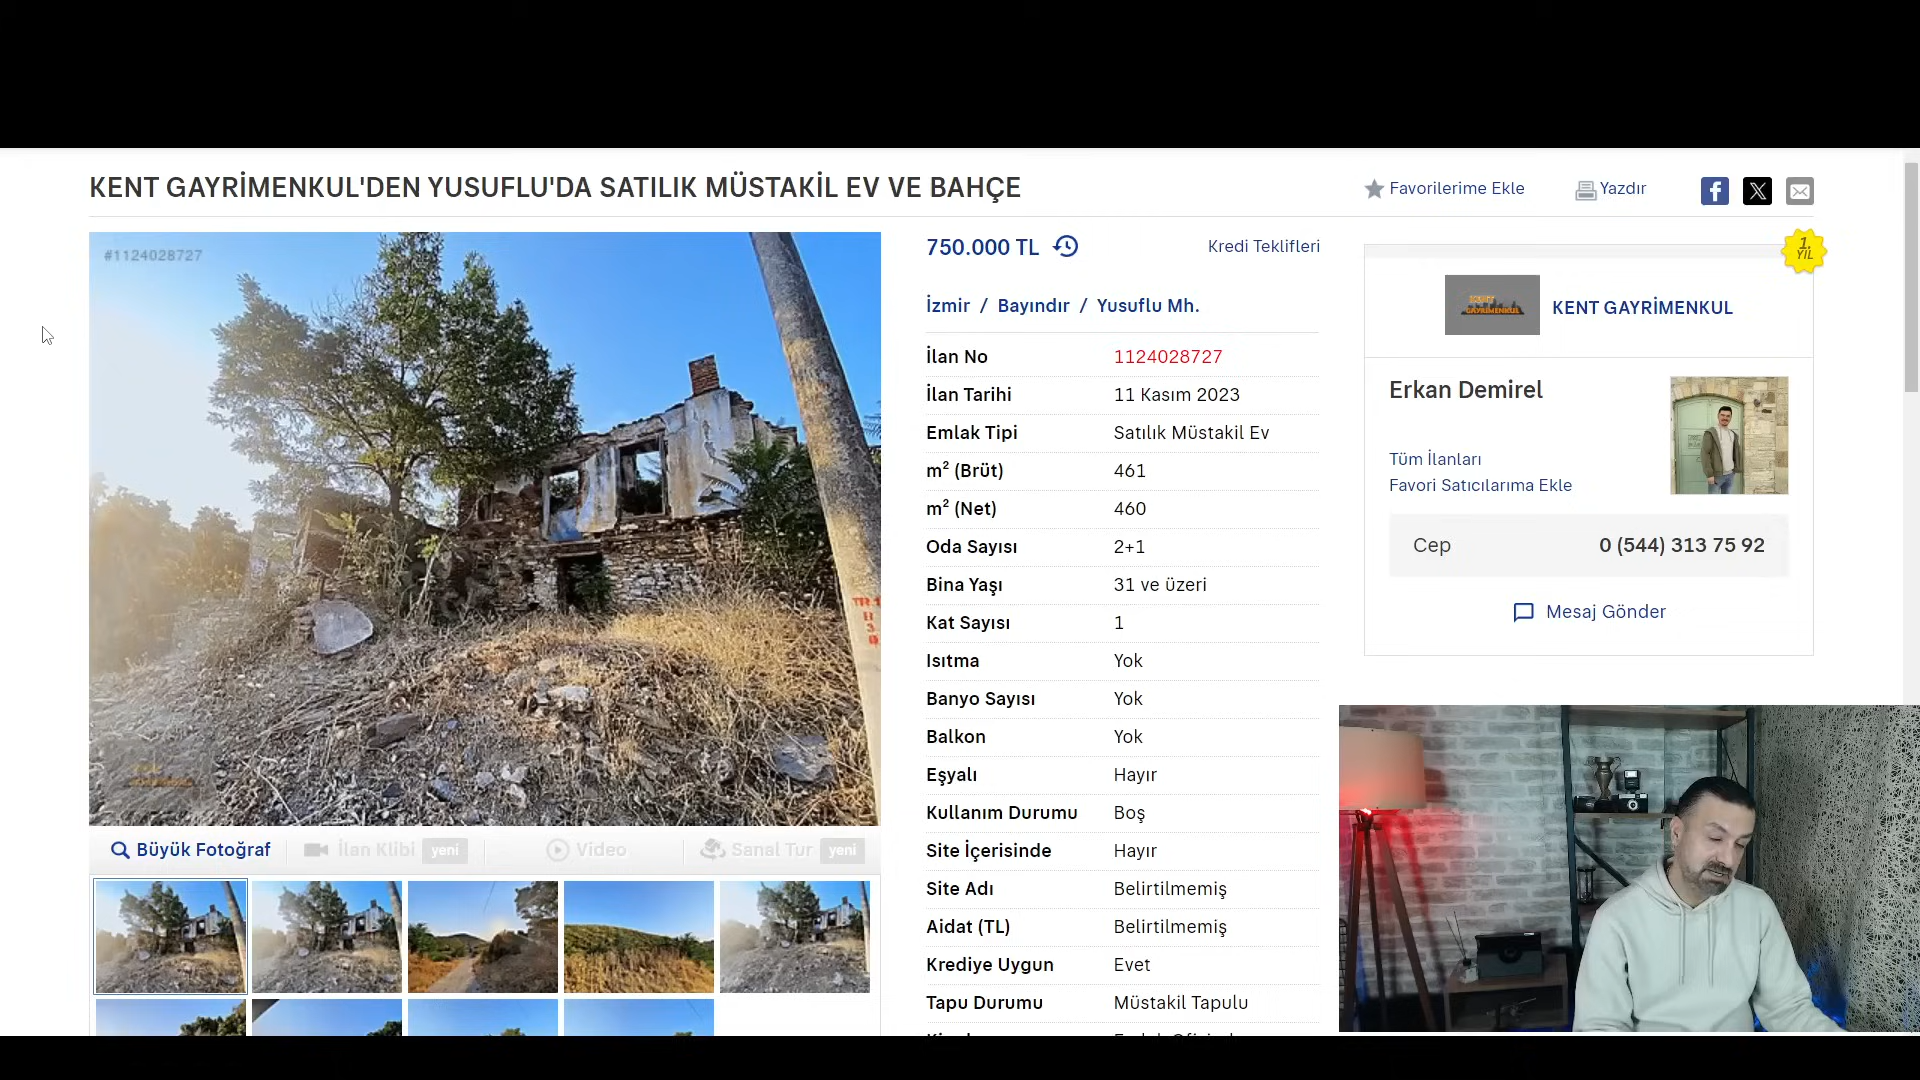 KENT GAYRİMENKUL'DEN YUSUFLU'DA SATILIK MÜSTAKİL EV VE BAHÇE
Favorilerime Ekle
Yazdır
#1124028727
750.000 TL
Kredi Teklifleri
İzmir / Bayındır / Yusuflu Mh.
İlan No 1124028727
İlan Tarihi 11 Kasım 2023
Emlak Tipi Satılık Müstakil Ev
m² (Brüt) 461
m² (Net) 460
Oda Sayısı 2+1
Bina Yaşı 31 ve üzeri
Kat Sayısı 1
Isıtma Yok
Banyo Sayısı Yok
Balkon Yok
Eşyalı Hayır
Kullanım Durumu Boş
Site İçerisinde Hayır
Site Adı Belirtilmemiş
Aidat (TL) Belirtilmemiş
Krediye Uygun Evet
Tapu Durumu Müstakil Tapulu
1.
YIL
KENT GAYRİMENKUL
KENT GAYRİMENKUL
Erkan Demirel
Tüm İlanları
Favori Satıcılarıma Ekle
Cep 0 (544) 313 75 92
Mesaj Gönder
Büyük Fotoğraf
İlan Klibi yeni
Video
Sanal Tur yeni